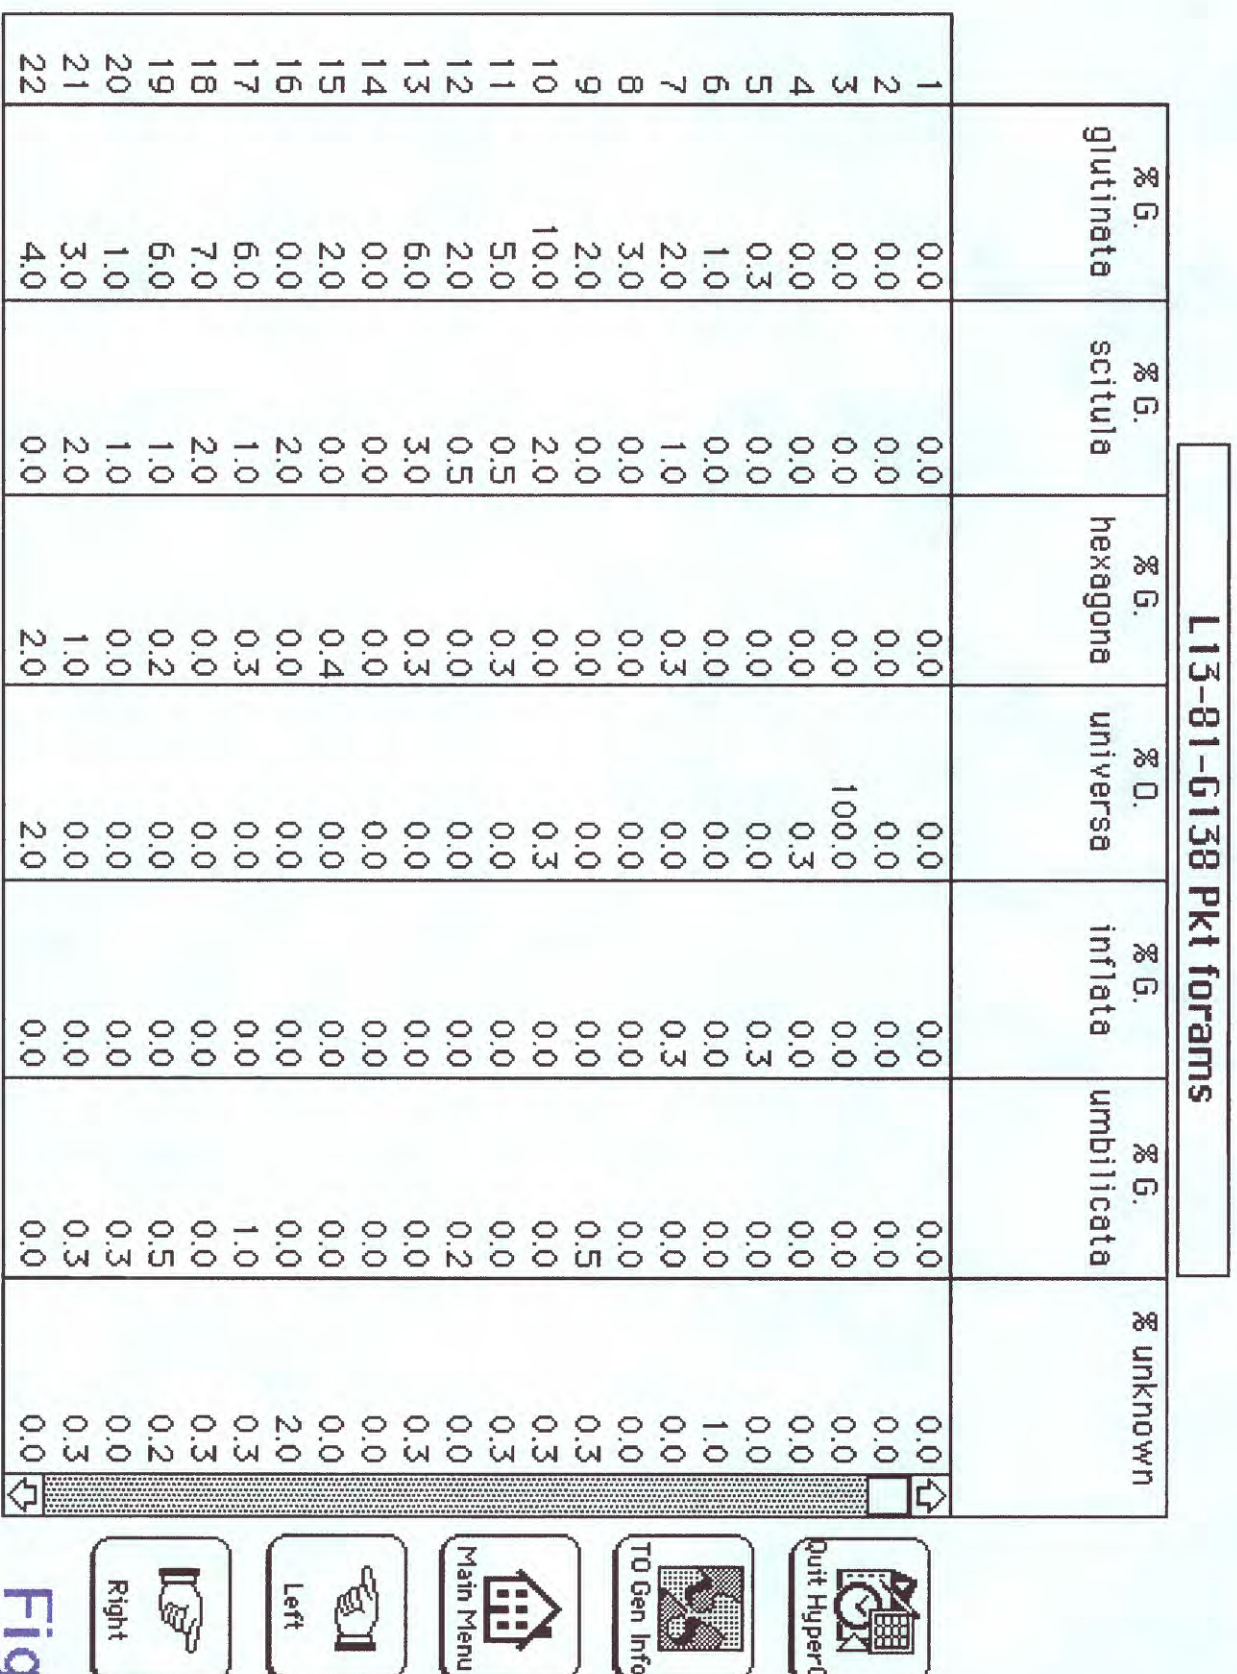 L13-81-G138 Pkt forams
% G. % G. % G. % O. % G. % G. % unknown
glutinata scitula hexagona universa inflata umbilicata
1 0.0 0.0 0.0 0.0 0.0 0.0 0.0
2 0.0 0.0 0.0 0.0 0.0 0.0 0.0
3 0.0 0.0 0.0 100.0 0.0 0.0 0.0
4 0.0 0.0 0.0 0.3 0.0 0.0 0.0
5 0.3 0.0 0.0 0.0 0.3 0.0 0.0
6 1.0 0.0 0.0 0.0 0.0 0.0 1.0
7 2.0 1.0 0.3 0.0 0.3 0.0 0.0
8 3.0 0.0 0.0 0.0 0.0 0.0 0.0
9 2.0 0.0 0.0 0.0 0.0 0.5 0.3
10 10.0 2.0 0.0 0.3 0.0 0.0 0.3
11 5.0 0.5 0.3 0.0 0.0 0.0 0.3
12 2.0 0.5 0.0 0.0 0.0 0.2 0.0
13 6.0 3.0 0.3 0.0 0.0 0.0 0.3
14 0.0 0.0 0.0 0.0 0.0 0.0 0.0
15 2.0 0.0 0.4 0.0 0.0 0.0 0.0
16 0.0 2.0 0.0 0.0 0.0 0.0 2.0
17 6.0 1.0 0.3 0.0 0.0 1.0 0.3
18 7.0 2.0 0.0 0.0 0.0 0.0 0.3
19 6.0 1.0 0.2 0.0 0.0 0.5 0.2
20 1.0 1.0 0.0 0.0 0.0 0.3 0.0
21 3.0 2.0 1.0 0.0 0.0 0.3 0.3
22 4.0 0.0 2.0 2.0 0.0 0.0 0.0
Quit Hyper
TO Gen Info
Main Menu
Left
Right
Fig